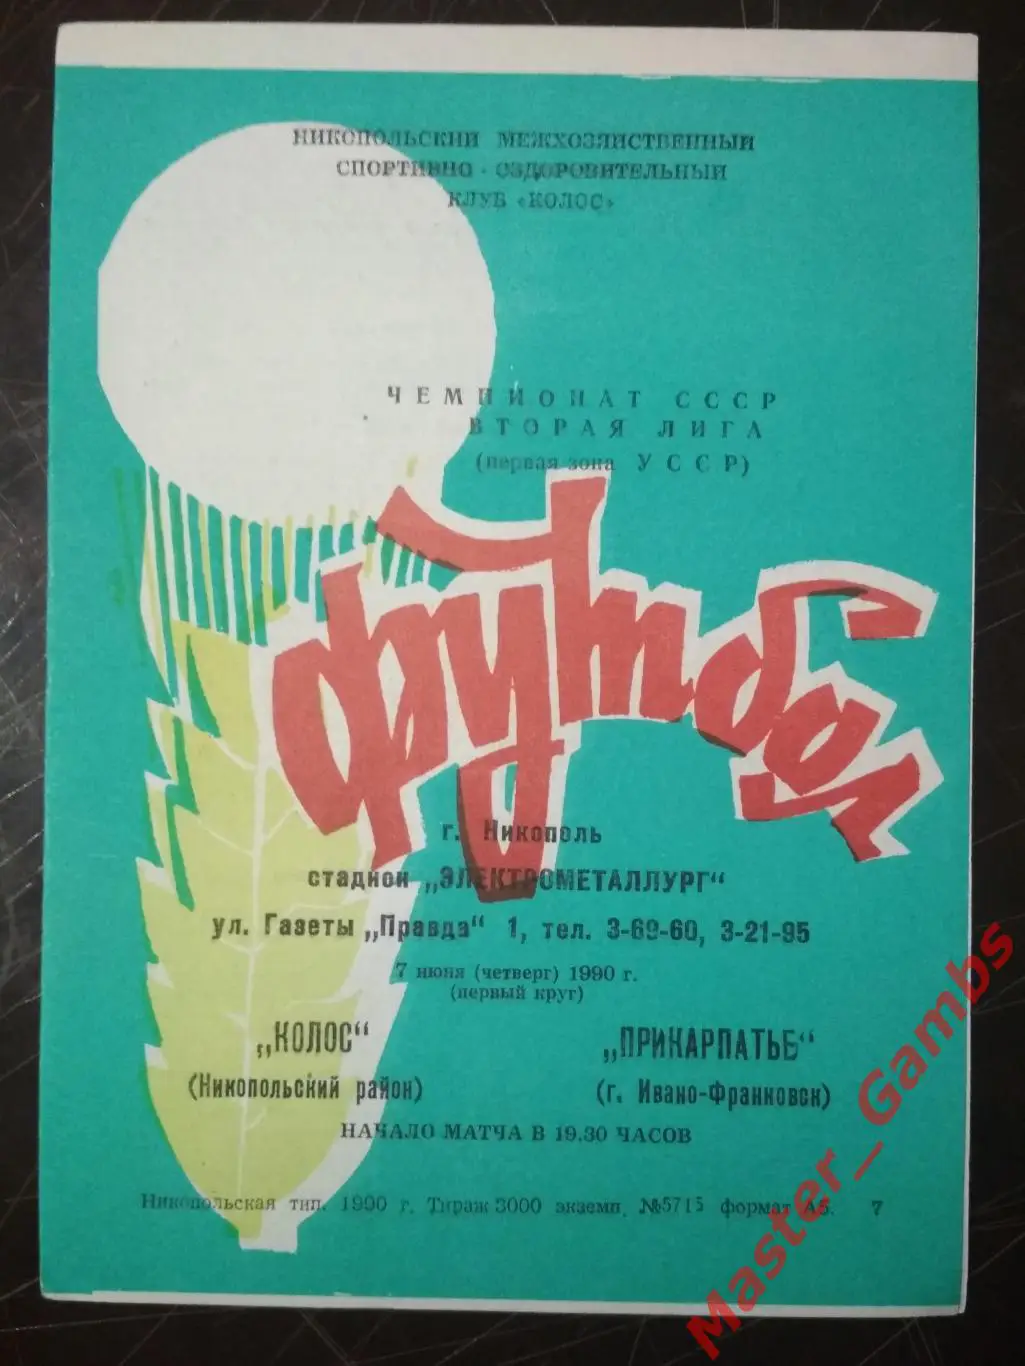 НИКОПОЛЬСКИЙ МЕЖХОЗЯЙСТВЕННЫЙ
СПОРТИВНО - ОЗДОРОВИТЕЛЬНЫЙ
КЛУБ «КОЛОС»
ЧЕМПИОНАТ СССР
ВТОРАЯ ЛИГА
(первая зона УССР)
футбол
г. Никополь
стадион „ЭЛЕКТРОМЕТАЛЛУРГ“
ул. Газеты „Правда“ 1, тел. 3-69-60, 3-21-95
7 июня (четверг) 1990 г.
(первый круг)
„КОЛОС“ „ПРИКАРПАТЬЕ“
(Никопольский район) (г. Ивано-Франковск)
НАЧАЛО МАТЧА В 19.30 ЧАСОВ
Никопольская тип. 1990 г. Тираж 3000 экземп. №5715 формат А5. 7
Master_Gambs